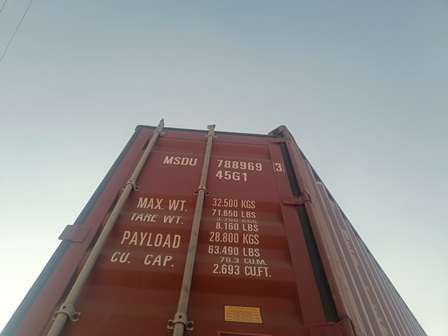 MSDU 788969 3
45G1
MAX. WT. 32.500 KGS
71.650 LBS
TARE WT. 3.700 KGS
8.160 LBS
PAYLOAD 28.800 KGS
63.490 LBS
CU. CAP. 76.3 CU.M.
2.693 CU.FT.